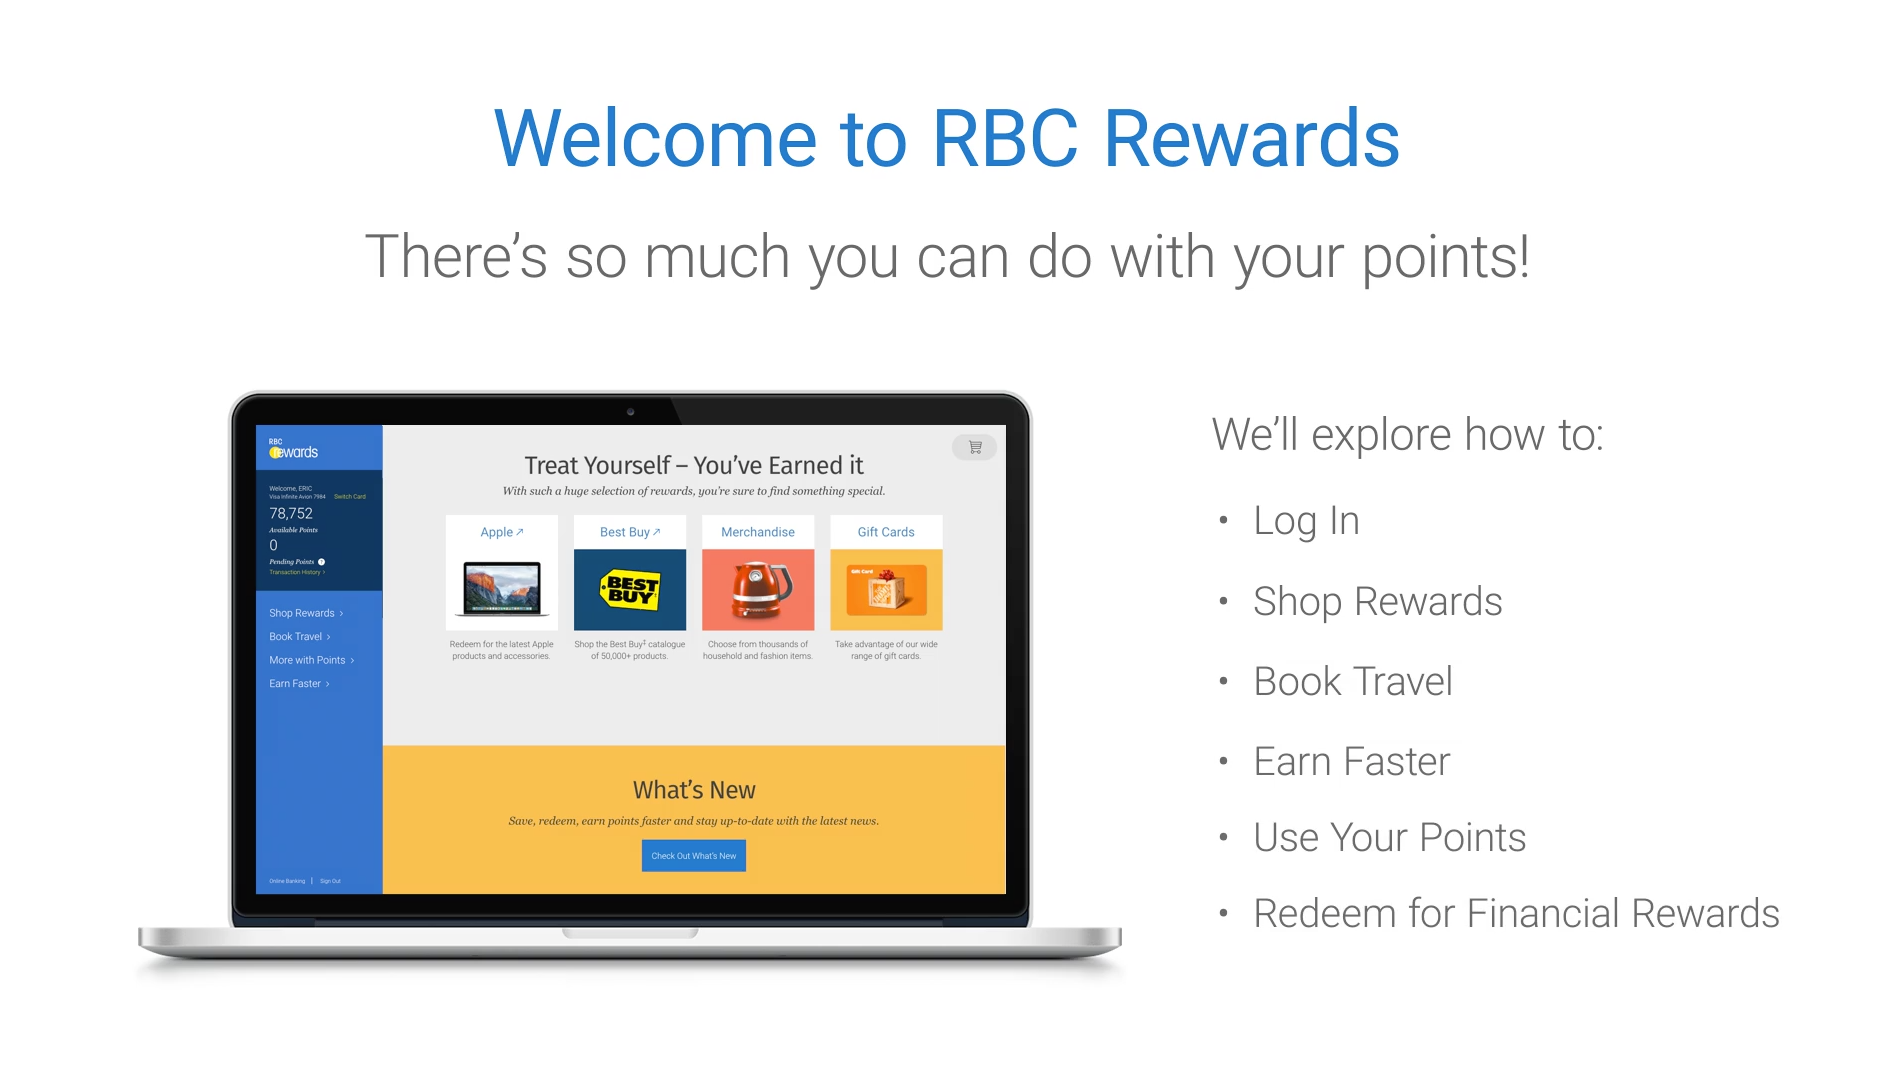 Welcome to RBC Rewards
There's so much you can do with your points!
RBC
Rewards
Welcome, ERIC
Visa Infinite Avion 7984 Switch Card
78,752
Available Points
0
Pending Points ?
Transaction History ›
Shop Rewards ›
Book Travel ›
More with Points ›
Earn Faster ›
Online Banking | Sign Out
Treat Yourself – You've Earned it
With such a huge selection of rewards, you're sure to find something special.
Apple ↗
Redeem for the latest Apple
products and accessories.
Best Buy ↗
BEST
BUY
Shop the Best Buy‡ catalogue
of 50,000+ products.
Merchandise
Choose from thousands of
household and fashion items.
Gift Cards
Gift Card
Take advantage of our wide
range of gift cards.
What's New
Save, redeem, earn points faster and stay up-to-date with the latest news.
Check Out What's New
We'll explore how to:
• Log In
• Shop Rewards
• Book Travel
• Earn Faster
• Use Your Points
• Redeem for Financial Rewards